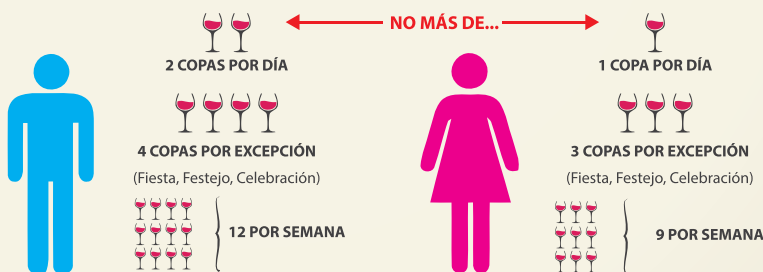 NO MÁS DE...
2 COPAS POR DÍA
4 COPAS POR EXCEPCIÓN
(Fiesta, Festejo, Celebración)
12 POR SEMANA
1 COPA POR DÍA
3 COPAS POR EXCEPCIÓN
(Fiesta, Festejo, Celebración)
9 POR SEMANA